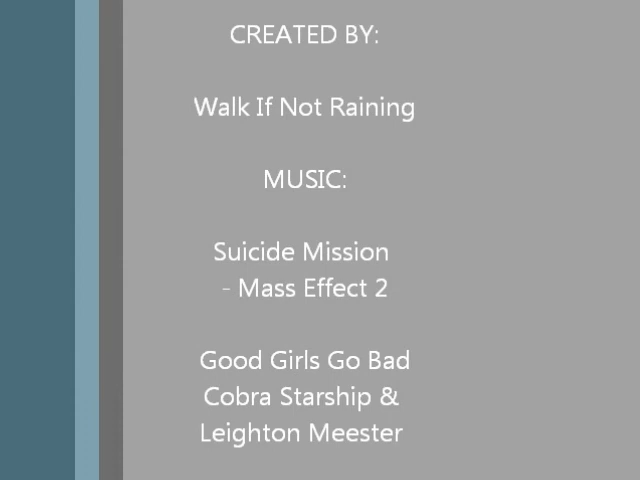 CREATED BY:
Walk If Not Raining
MUSIC:
Suicide Mission
- Mass Effect 2
Good Girls Go Bad
Cobra Starship &
Leighton Meester